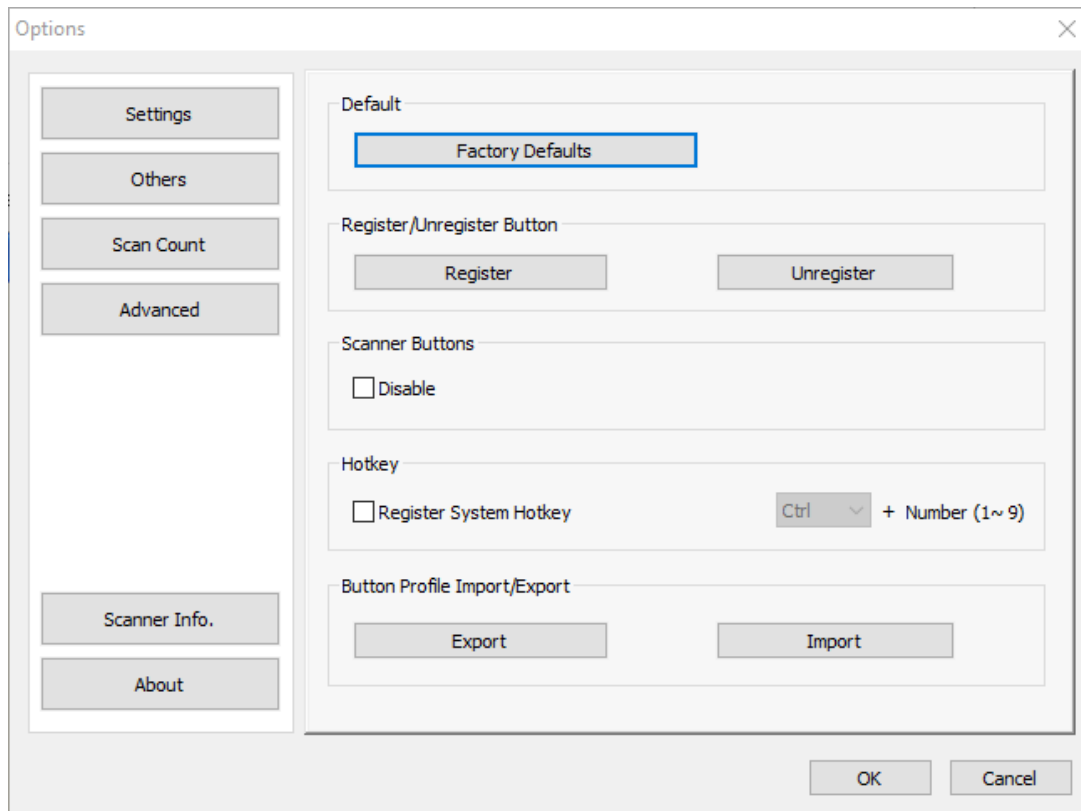 Options
Settings
Others
Scan Count
Advanced
Scanner Info.
About
Default
Factory Defaults
Register/Unregister Button
Register Unregister
Scanner Buttons
Disable
Hotkey
Register System Hotkey Ctrl + Number (1~ 9)
Button Profile Import/Export
Export Import
OK Cancel